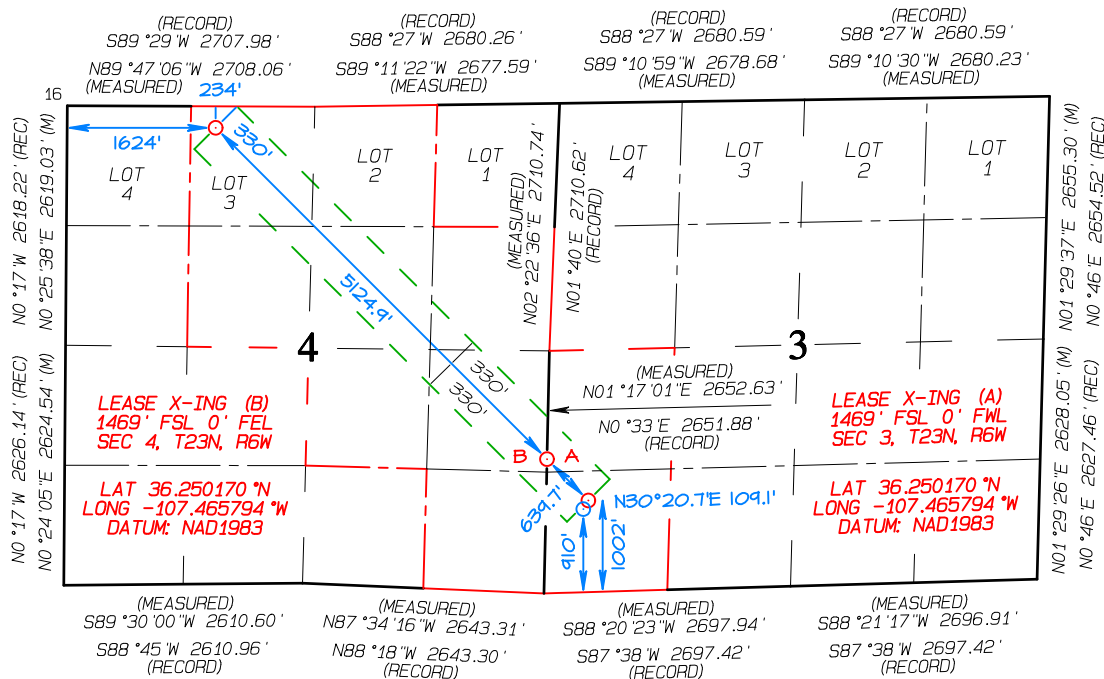 (RECORD)
S89°29'W 2707.98'
N89°47'06"W 2708.06'
(MEASURED)
(RECORD)
S88°27'W 2680.26'
S89°11'22"W 2677.59'
(MEASURED)
(RECORD)
S88°27'W 2680.59'
S89°10'59"W 2678.68'
(MEASURED)
(RECORD)
S88°27'W 2680.59'
S89°10'30"W 2680.23'
(MEASURED)
16
234'
1624'
330'
LOT
4
LOT
3
LOT
2
LOT
1
LOT
4
LOT
3
LOT
2
LOT
1
N0°17'W 2618.22' (REC)
N0°25'38"E 2619.03' (M)
(MEASURED)
N02°22'36"E 2710.74'
N01°40'E 2710.62'
(RECORD)
N01°29'37"E 2655.30' (M)
N0°46'E 2654.52' (REC)
5124.9'
4
3
330'
330'
(MEASURED)
N01°17'01"E 2652.63'
N0°33'E 2651.88'
(RECORD)
N0°17'W 2626.14' (REC)
N0°24'05"E 2624.54' (M)
LEASE X-ING (B)
1469' FSL 0' FEL
SEC 4, T23N, R6W
LAT 36.250170°N
LONG -107.465794°W
DATUM: NAD1983
B
A
639.7'
N30°20.7'E 109.1'
910'
1002'
LEASE X-ING (A)
1469' FSL 0' FWL
SEC 3, T23N, R6W
LAT 36.250170°N
LONG -107.465794°W
DATUM: NAD1983
N01°29'26"E 2628.05' (M)
N0°46'E 2627.46' (REC)
(MEASURED)
S89°30'00"W 2610.60'
S88°45'W 2610.96'
(RECORD)
(MEASURED)
N87°34'16"W 2643.31'
N88°18'W 2643.30'
(RECORD)
(MEASURED)
S88°20'23"W 2697.94'
S87°38'W 2697.42'
(RECORD)
(MEASURED)
S88°21'17"W 2696.91'
S87°38'W 2697.42'
(RECORD)